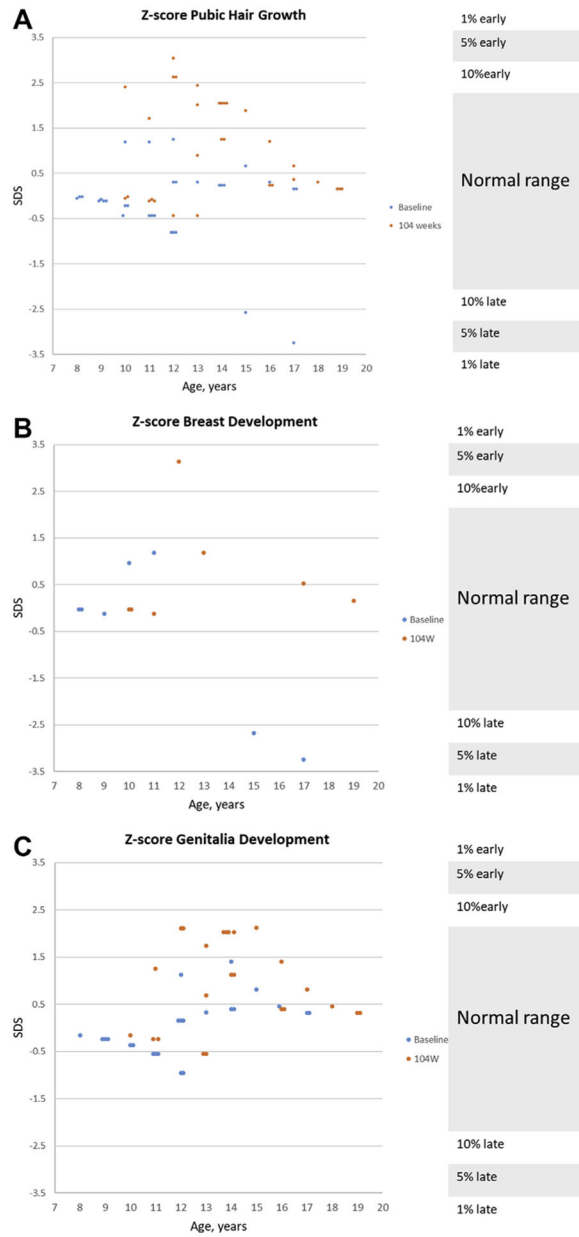 A
Z-score Pubic Hair Growth
3.5
2.5
1.5
0.5
-0.5
-1.5
-2.5
-3.5
SDS
7 8 9 10 11 12 13 14 15 16 17 18 19 20
Age, years
Baseline
104 weeks
1% early
5% early
10%early
Normal range
10% late
5% late
1% late
B
Z-score Breast Development
3.5
2.5
1.5
0.5
-0.5
-1.5
-2.5
-3.5
SDS
7 8 9 10 11 12 13 14 15 16 17 18 19 20
Age, years
Baseline
104W
1% early
5% early
10%early
Normal range
10% late
5% late
1% late
C
Z-score Genitalia Development
3.5
2.5
1.5
0.5
-0.5
-1.5
-2.5
-3.5
SDS
7 8 9 10 11 12 13 14 15 16 17 18 19 20
Age, years
Baseline
104W
1% early
5% early
10%early
Normal range
10% late
5% late
1% late